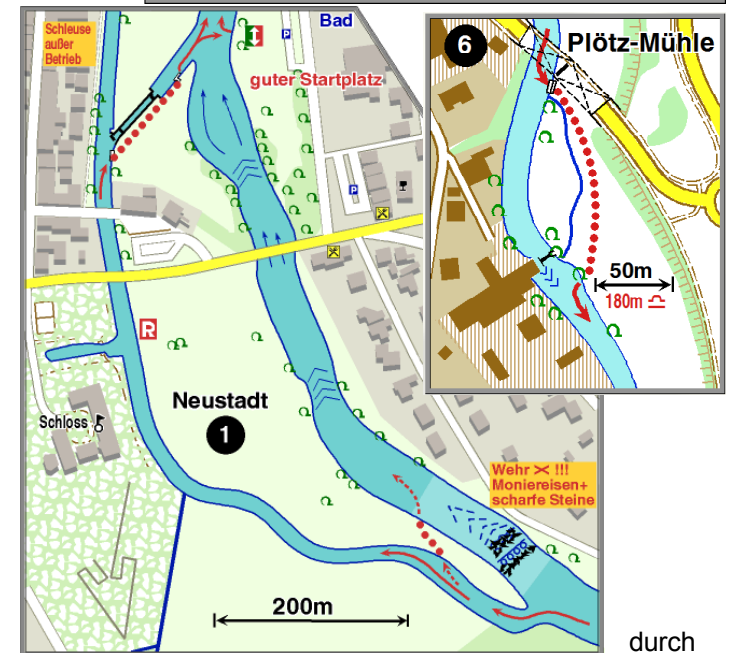 Schleuse
außer
Betrieb
Bad
P
guter Startplatz
P
R
Neustadt
1
Schloss
Wehr !!!
Moniereisen+
scharfe Steine
200m
6
Plötz-Mühle
50m
180m
durch